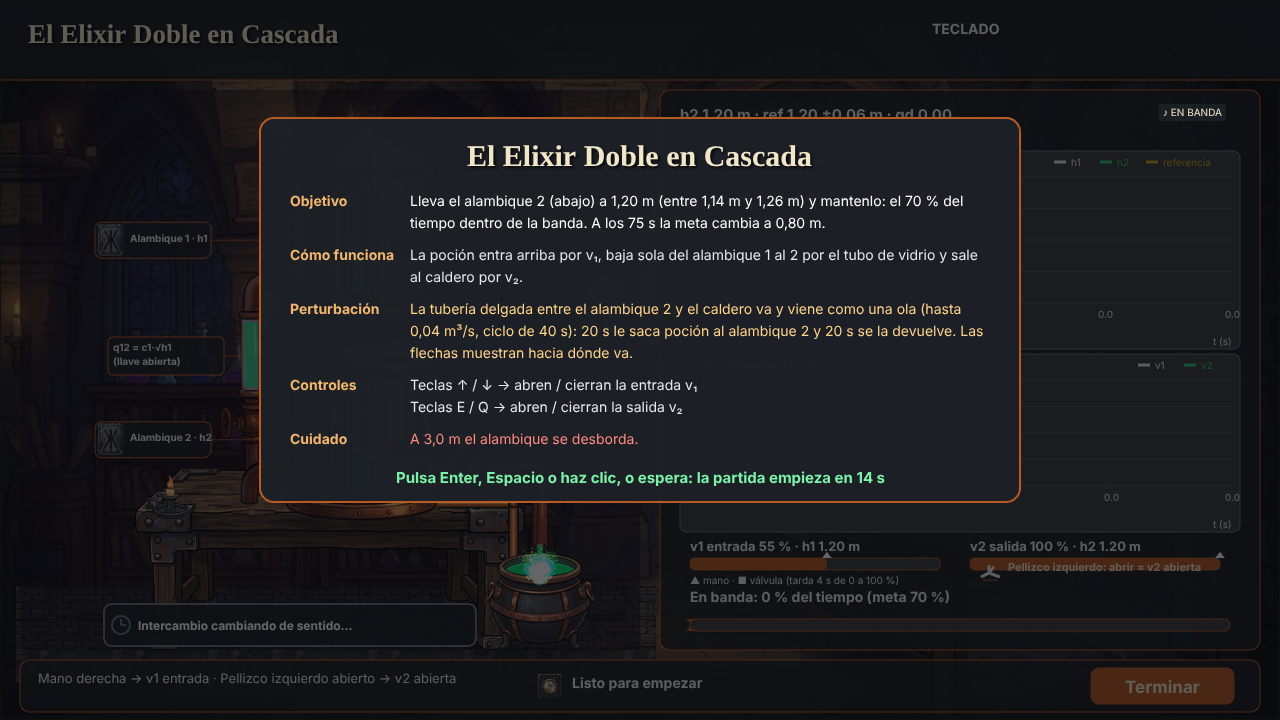 El Elixir Doble en Cascada
TECLADO
h2 1.20 m · ref 1.20 ±0.06 m · qd 0.00
♪ EN BANDA
h1
h2
referencia
Alambique 1 · h1
q12 = c1·√h1
(llave abierta)
Alambique 2 · h2
El Elixir Doble en Cascada
Objetivo
Lleva el alambique 2 (abajo) a 1,20 m (entre 1,14 m y 1,26 m) y mantenlo: el 70 % del
tiempo dentro de la banda. A los 75 s la meta cambia a 0,80 m.
Cómo funciona
La poción entra arriba por v₁, baja sola del alambique 1 al 2 por el tubo de vidrio y sale
al caldero por v₂.
Perturbación
La tubería delgada entre el alambique 2 y el caldero va y viene como una ola (hasta
0,04 m³/s, ciclo de 40 s): 20 s le saca poción al alambique 2 y 20 s se la devuelve. Las
flechas muestran hacia dónde va.
Controles
Teclas ↑ / ↓ → abren / cierran la entrada v₁
Teclas E / Q → abren / cierran la salida v₂
Cuidado
A 3,0 m el alambique se desborda.
Pulsa Enter, Espacio o haz clic, o espera: la partida empieza en 14 s
0.0
0.0
t (s)
v1
v2
0.0
0.0
t (s)
v1 entrada 55 % · h1 1.20 m
v2 salida 100 % · h2 1.20 m
Pellizco izquierdo: abrir = v2 abierta
▲ mano · ■ válvula (tarda 4 s de 0 a 100 %)
En banda: 0 % del tiempo (meta 70 %)
Intercambio cambiando de sentido...
Mano derecha → v1 entrada · Pellizco izquierdo abierto → v2 abierta
Listo para empezar
Terminar